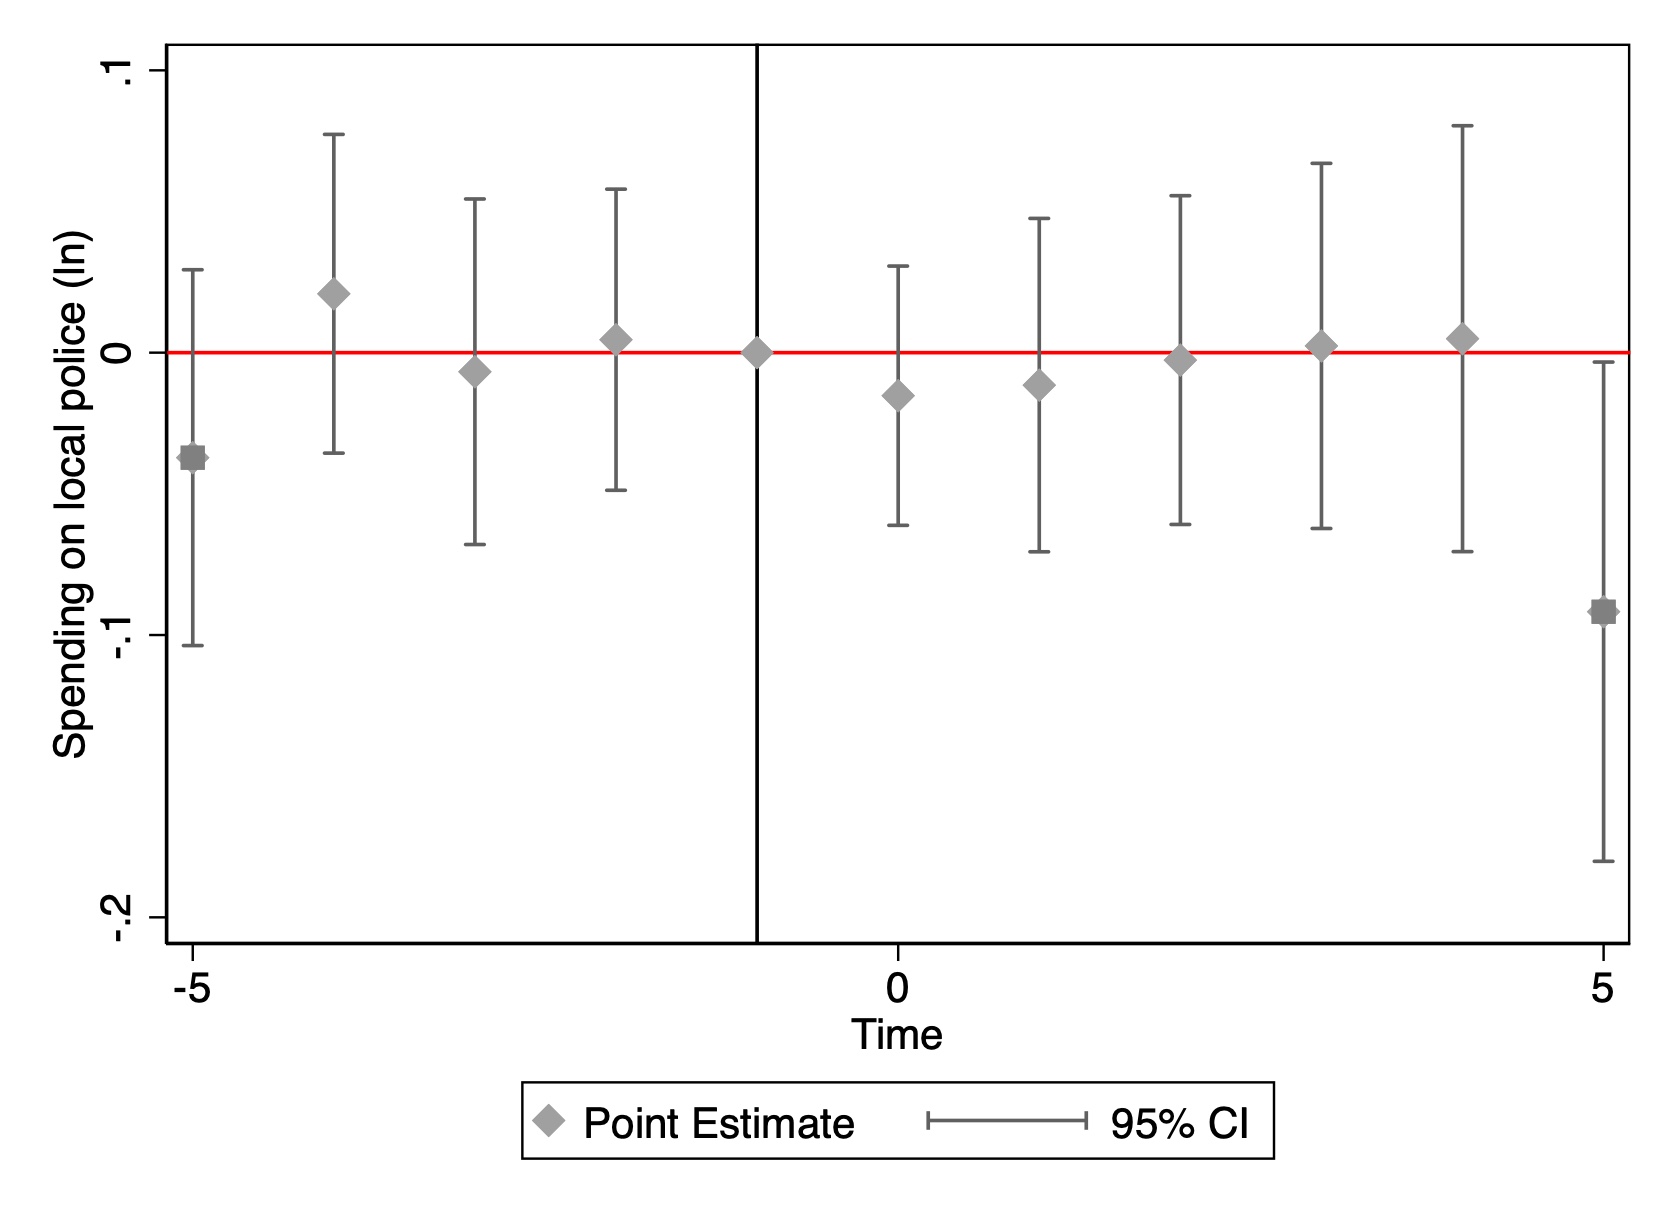 Spending on local police (ln)
.1
0
-.1
-.2
-5
0
5
Time
Point Estimate
95% CI